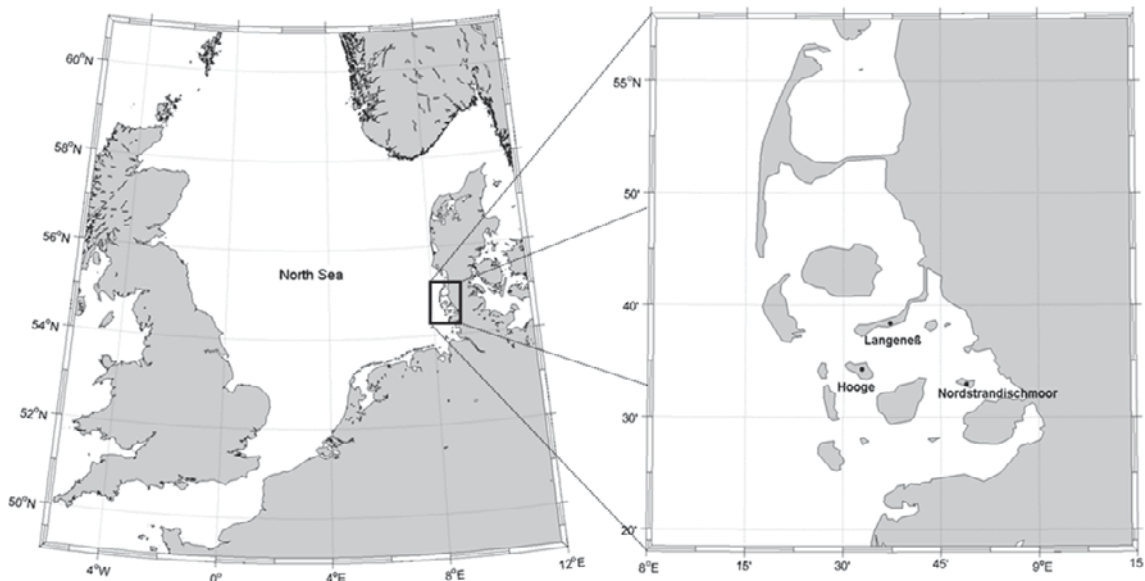 60°N
58°N
56°N
54°N
52°N
50°N
4°W
0°
4°E
8°E
12°E
North Sea
55°N
50'
40'
30'
20'
8°E
15'
30'
45'
9°E
15
Langeneß
Hooge
Nordstrandischmoor